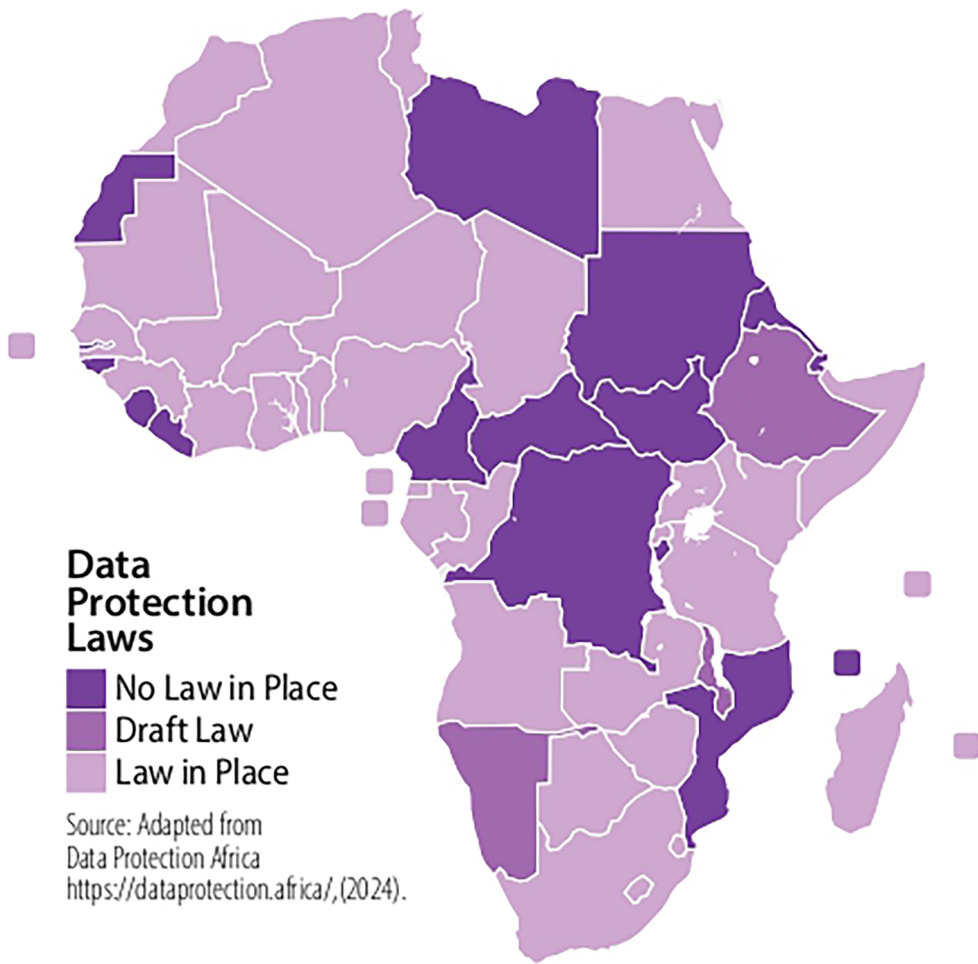 Data
Protection
Laws
No Law in Place
Draft Law
Law in Place
Source: Adapted from
Data Protection Africa
https://dataprotection.africa/,(2024).